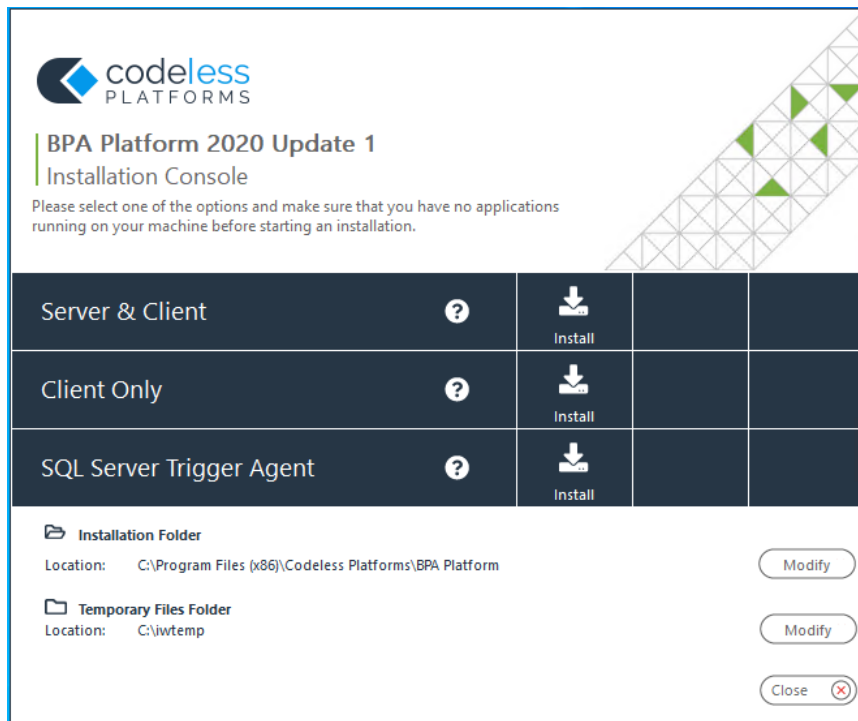 codeless
PLATFORMS
BPA Platform 2020 Update 1
Installation Console
Please select one of the options and make sure that you have no applications
running on your machine before starting an installation.
Server & Client ? Install
Client Only ? Install
SQL Server Trigger Agent ? Install
Installation Folder
Location: C:\Program Files (x86)\Codeless Platforms\BPA Platform Modify
Temporary Files Folder
Location: C:\iwtemp Modify
Close